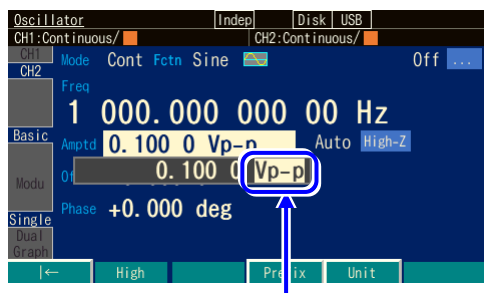 Oscillator Indep Disk USB
CH1:Continuous/ CH2:Continuous/
CH1
CH2
Mode Cont Fctn Sine Off ...
Freq
1 000.000 000 00 Hz
Basic
Amptd 0.100 0 Vp-p Auto High-Z
0.100 0 Vp-p
Modu
Phase +0.000 deg
Single
Dual
Graph
|← High Prefix Unit